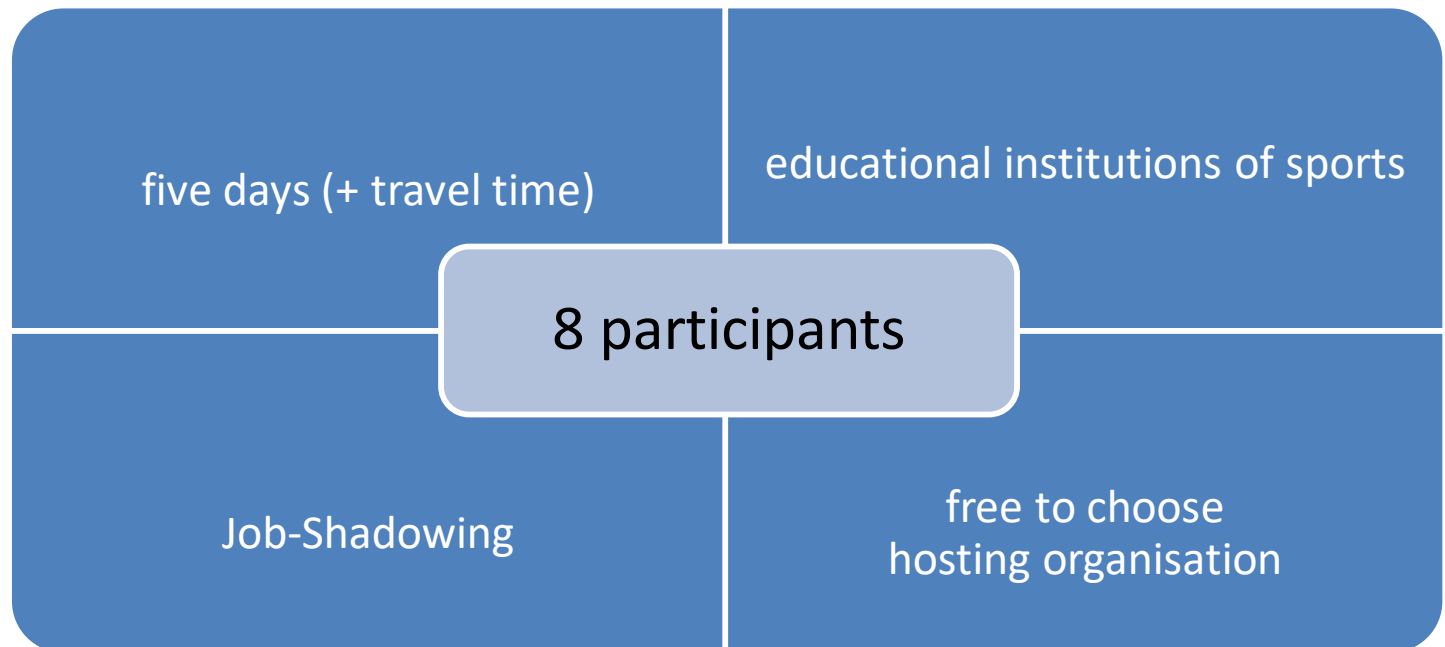 five days (+ travel time)
educational institutions of sports
8 participants
Job-Shadowing
free to choose
hosting organisation